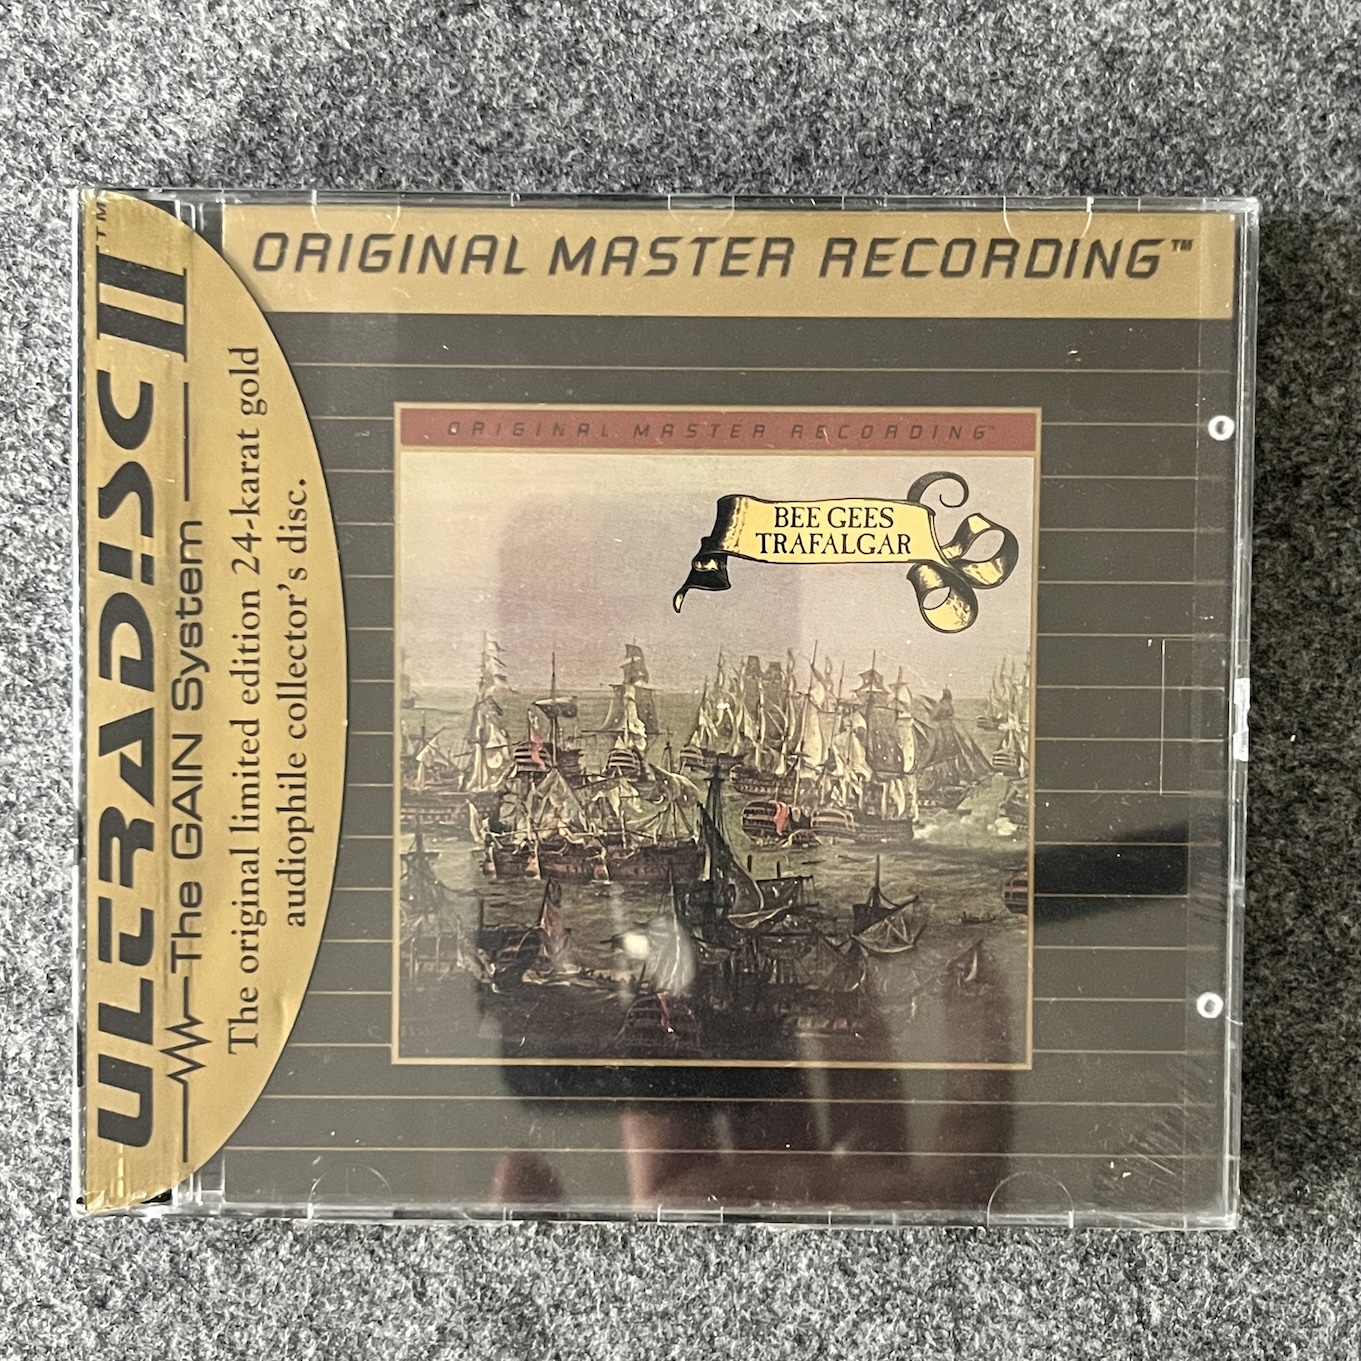 ORIGINAL MASTER RECORDING™
ULTRADISC II™
The GAIN System
The original limited edition 24-karat gold
audiophile collector's disc.
ORIGINAL MASTER RECORDING™
BEE GEES
TRAFALGAR